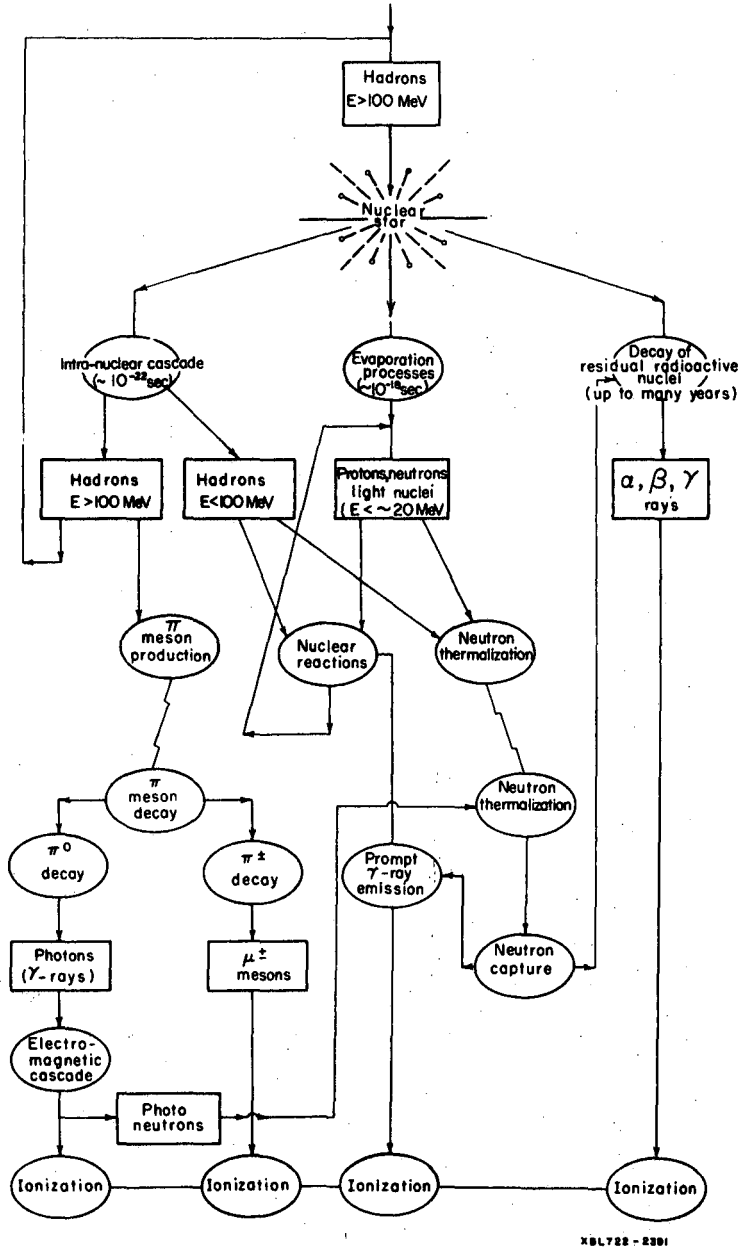 Hadrons
E>100 MeV
Nuclear
star
Intra-nuclear cascade
(~ 10⁻²²sec)
Evaporation
processes
(~10⁻¹⁸sec)
Decay of
residual radioactive
nuclei
(up to many years)
Hadrons
E>100 MeV
Hadrons
E<100 MeV
Protons,neutrons
light nuclei
(E < ~20 MeV
α, β, γ
rays
π
meson
production
Nuclear
reactions
Neutron
thermalization
π
meson
decay
Neutron
thermalization
π⁰
decay
π±
decay
Prompt
γ-ray
emission
Photons
(γ-rays)
μ±
mesons
Neutron
capture
Electro-
magnetic
cascade
Photo
neutrons
Ionization
Ionization
Ionization
Ionization
XBL722-2391